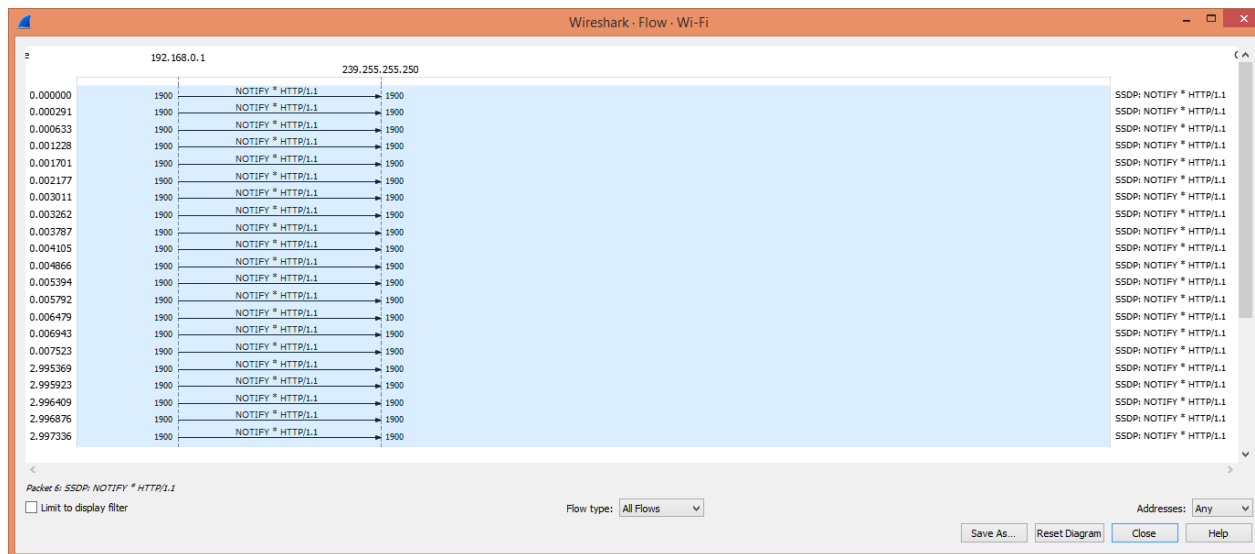 Wireshark · Flow · Wi-Fi
192.168.0.1
239.255.255.250
0.000000 1900 NOTIFY * HTTP/1.1 1900 SSDP: NOTIFY * HTTP/1.1
0.000291 1900 NOTIFY * HTTP/1.1 1900 SSDP: NOTIFY * HTTP/1.1
0.000633 1900 NOTIFY * HTTP/1.1 1900 SSDP: NOTIFY * HTTP/1.1
0.001228 1900 NOTIFY * HTTP/1.1 1900 SSDP: NOTIFY * HTTP/1.1
0.001701 1900 NOTIFY * HTTP/1.1 1900 SSDP: NOTIFY * HTTP/1.1
0.002177 1900 NOTIFY * HTTP/1.1 1900 SSDP: NOTIFY * HTTP/1.1
0.003011 1900 NOTIFY * HTTP/1.1 1900 SSDP: NOTIFY * HTTP/1.1
0.003262 1900 NOTIFY * HTTP/1.1 1900 SSDP: NOTIFY * HTTP/1.1
0.003787 1900 NOTIFY * HTTP/1.1 1900 SSDP: NOTIFY * HTTP/1.1
0.004105 1900 NOTIFY * HTTP/1.1 1900 SSDP: NOTIFY * HTTP/1.1
0.004866 1900 NOTIFY * HTTP/1.1 1900 SSDP: NOTIFY * HTTP/1.1
0.005394 1900 NOTIFY * HTTP/1.1 1900 SSDP: NOTIFY * HTTP/1.1
0.005792 1900 NOTIFY * HTTP/1.1 1900 SSDP: NOTIFY * HTTP/1.1
0.006479 1900 NOTIFY * HTTP/1.1 1900 SSDP: NOTIFY * HTTP/1.1
0.006943 1900 NOTIFY * HTTP/1.1 1900 SSDP: NOTIFY * HTTP/1.1
0.007523 1900 NOTIFY * HTTP/1.1 1900 SSDP: NOTIFY * HTTP/1.1
2.995369 1900 NOTIFY * HTTP/1.1 1900 SSDP: NOTIFY * HTTP/1.1
2.995923 1900 NOTIFY * HTTP/1.1 1900 SSDP: NOTIFY * HTTP/1.1
2.996409 1900 NOTIFY * HTTP/1.1 1900 SSDP: NOTIFY * HTTP/1.1
2.996876 1900 NOTIFY * HTTP/1.1 1900 SSDP: NOTIFY * HTTP/1.1
2.997336 1900 NOTIFY * HTTP/1.1 1900 SSDP: NOTIFY * HTTP/1.1
Packet 6: SSDP: NOTIFY * HTTP/1.1
Limit to display filter Flow type: All Flows Addresses: Any
Save As... Reset Diagram Close Help